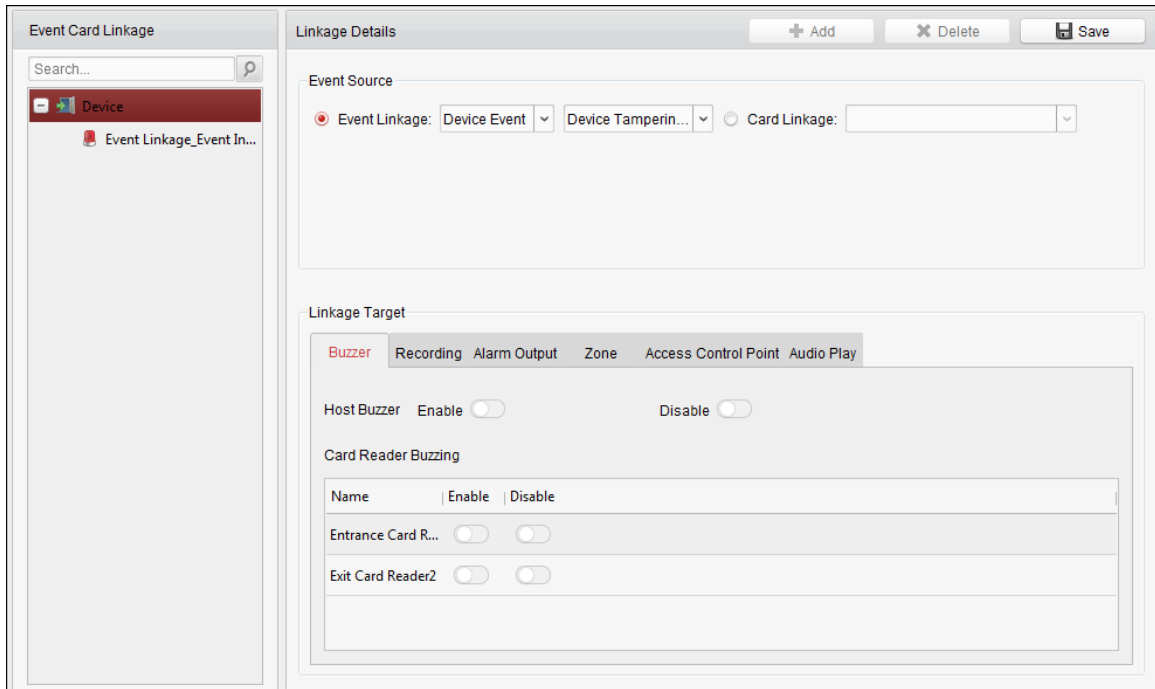 Event Card Linkage
Search...
Device
Event Linkage_Event In...
Linkage Details
Add
Delete
Save
Event Source
Event Linkage: Device Event Device Tamperin... Card Linkage:
Linkage Target
Buzzer Recording Alarm Output Zone Access Control Point Audio Play
Host Buzzer Enable Disable
Card Reader Buzzing
Name Enable Disable
Entrance Card R...
Exit Card Reader2